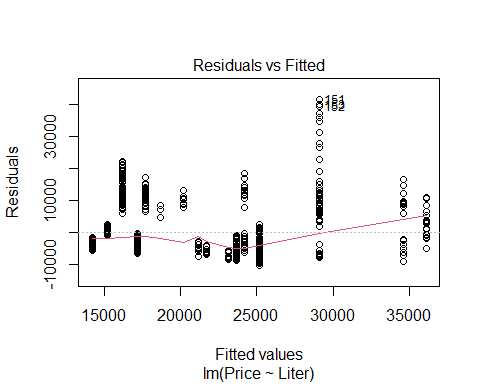 Residuals vs Fitted
Residuals
-10000 10000 30000
151
152
15000 20000 25000 30000 35000
Fitted values
lm(Price ~ Liter)